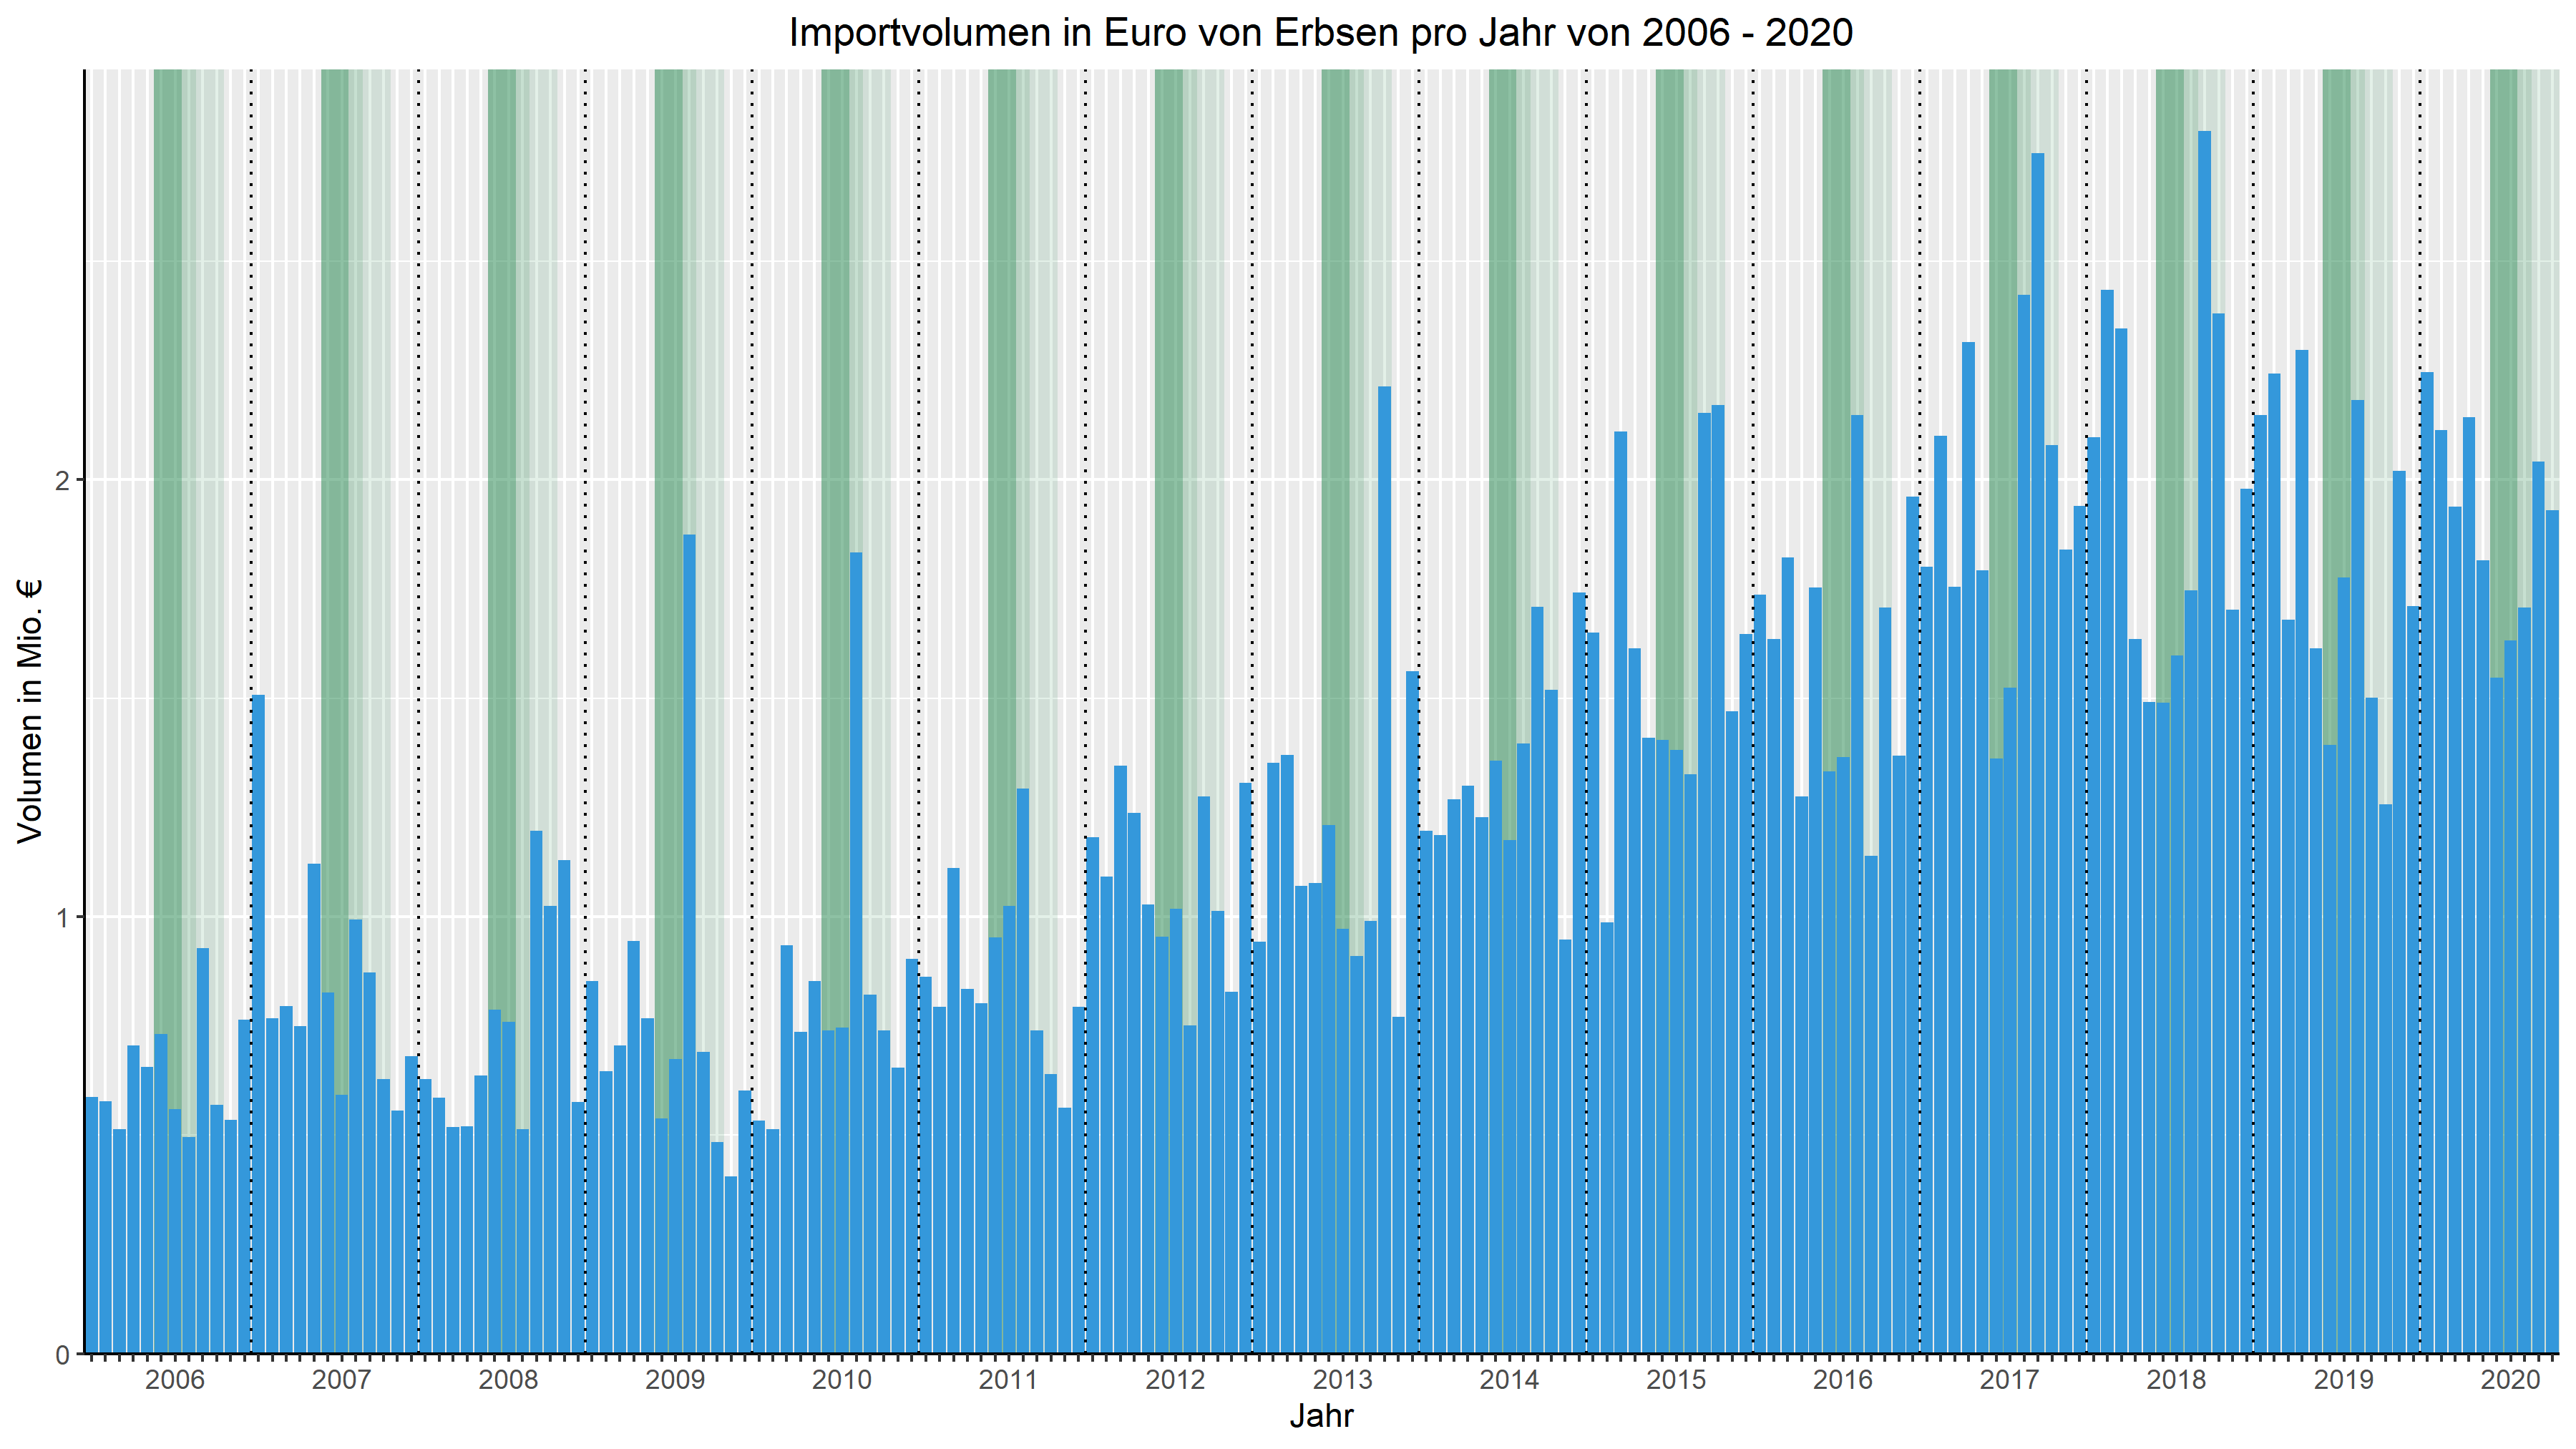 Importvolumen in Euro von Erbsen pro Jahr von 2006 - 2020
Volumen in Mio. €
2
1
0
2006 2007 2008 2009 2010 2011 2012 2013 2014 2015 2016 2017 2018 2019 2020
Jahr